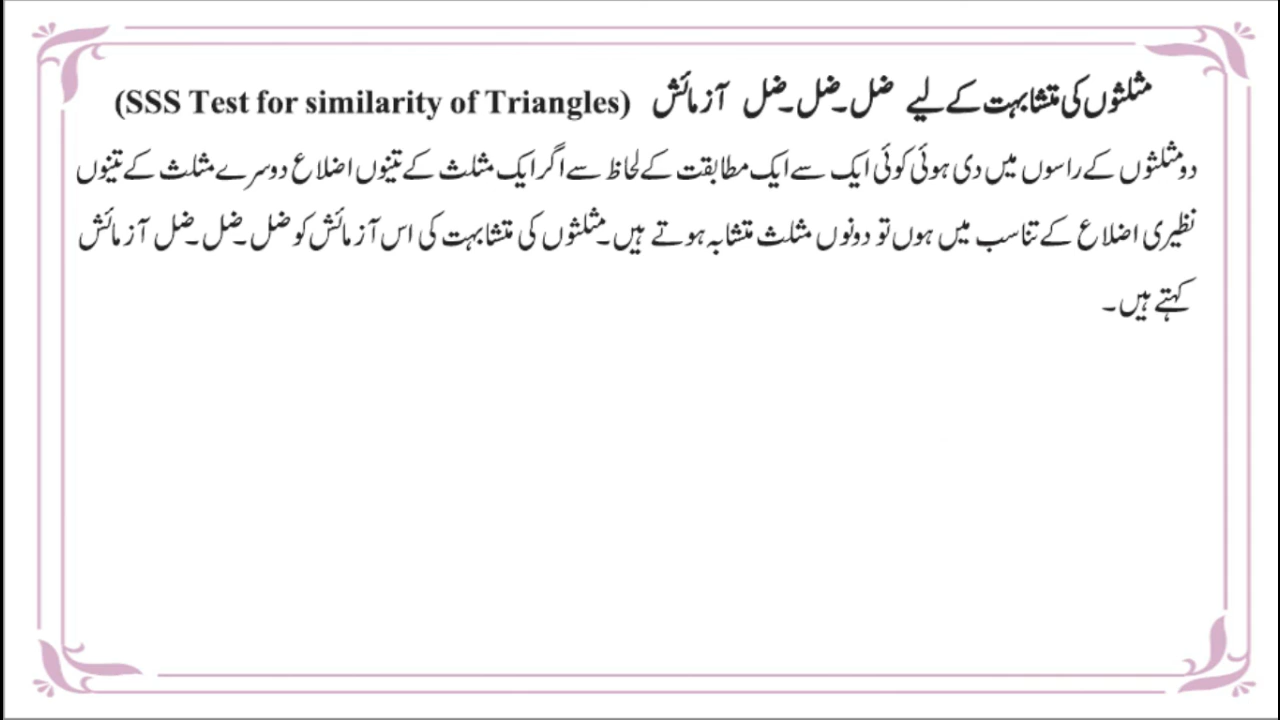 مثلثوں کی متشابہت کے لیے ضل۔ضل۔ضل آزمائش (SSS Test for similarity of Triangles)
دو مثلثوں کے راسوں میں دی ہوئی کوئی ایک سے ایک مطابقت کے لحاظ سے اگر ایک مثلث کے تینوں اضلاع دوسرے مثلث کے تینوں
نظیری اضلاع کے تناسب میں ہوں تو دونوں مثلث متشابہ ہوتے ہیں۔ مثلثوں کی متشابہت کی اس آزمائش کو ضل۔ضل۔ضل آزمائش
کہتے ہیں۔